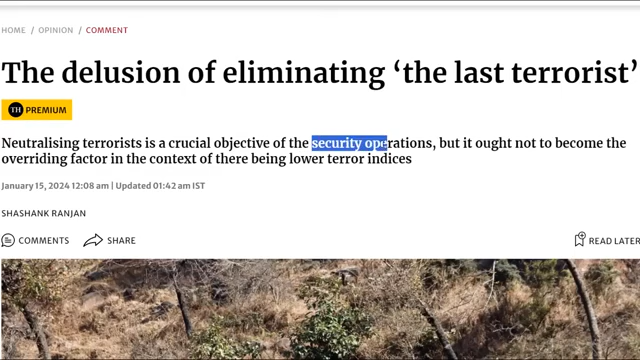 HOME / OPINION / COMMENT
The delusion of eliminating ‘the last terrorist’
TH PREMIUM
Neutralising terrorists is a crucial objective of the security operations, but it ought not to become the
overriding factor in the context of there being lower terror indices
January 15, 2024 12:08 am | Updated 01:42 am IST
SHASHANK RANJAN
COMMENTS SHARE READ LATER